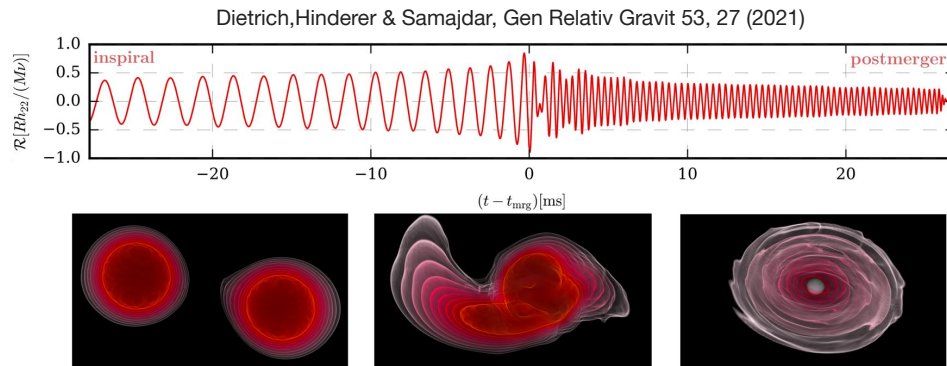 Dietrich,Hinderer & Samajdar, Gen Relativ Gravit 53, 27 (2021)
inspiral
postmerger
ℛ[Rh₂₂/(Mν)]
1.0
0.5
0.0
−0.5
−1.0
−20
−10
0
10
20
(t − t_mrg)[ms]